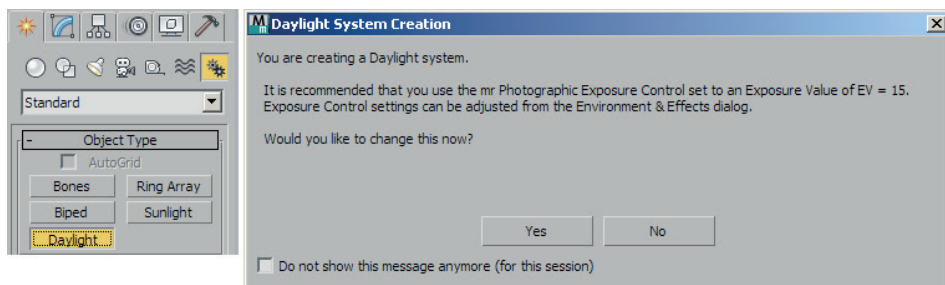 Standard
- Object Type
AutoGrid
Bones Ring Array
Biped Sunlight
Daylight
Daylight System Creation
You are creating a Daylight system.
It is recommended that you use the mr Photographic Exposure Control set to an Exposure Value of EV = 15.
Exposure Control settings can be adjusted from the Environment & Effects dialog.
Would you like to change this now?
Yes No
Do not show this message anymore (for this session)